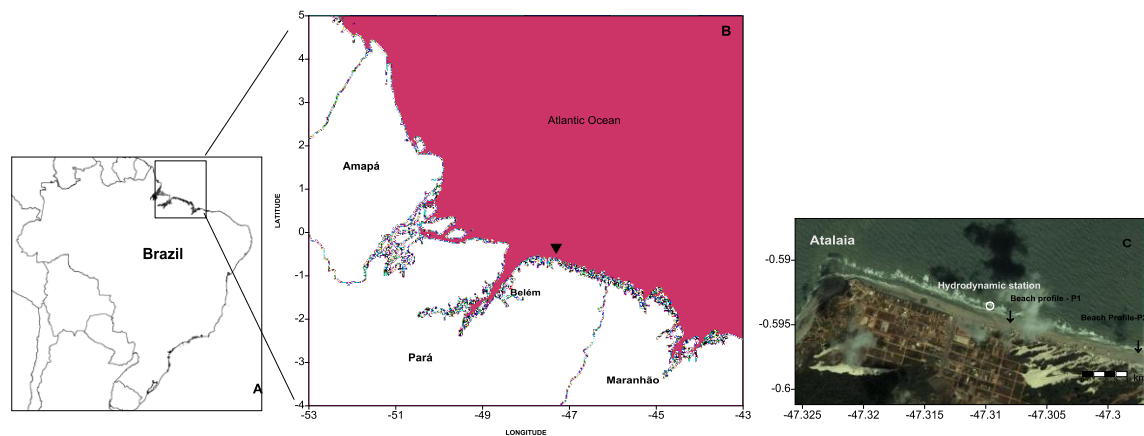 Brazil
A
B
Atlantic Ocean
Amapá
Belém
Pará
Maranhão
LATITUDE
5
4
3
2
1
0
-1
-2
-3
-4
-53
-51
-49
-47
-45
-43
LONGITUDE
Atalaia
C
Hydrodynamic station
Beach profile - P1
Beach Profile-P2
km
-0.59
-0.595
-0.6
-47.325
-47.32
-47.315
-47.31
-47.305
-47.3